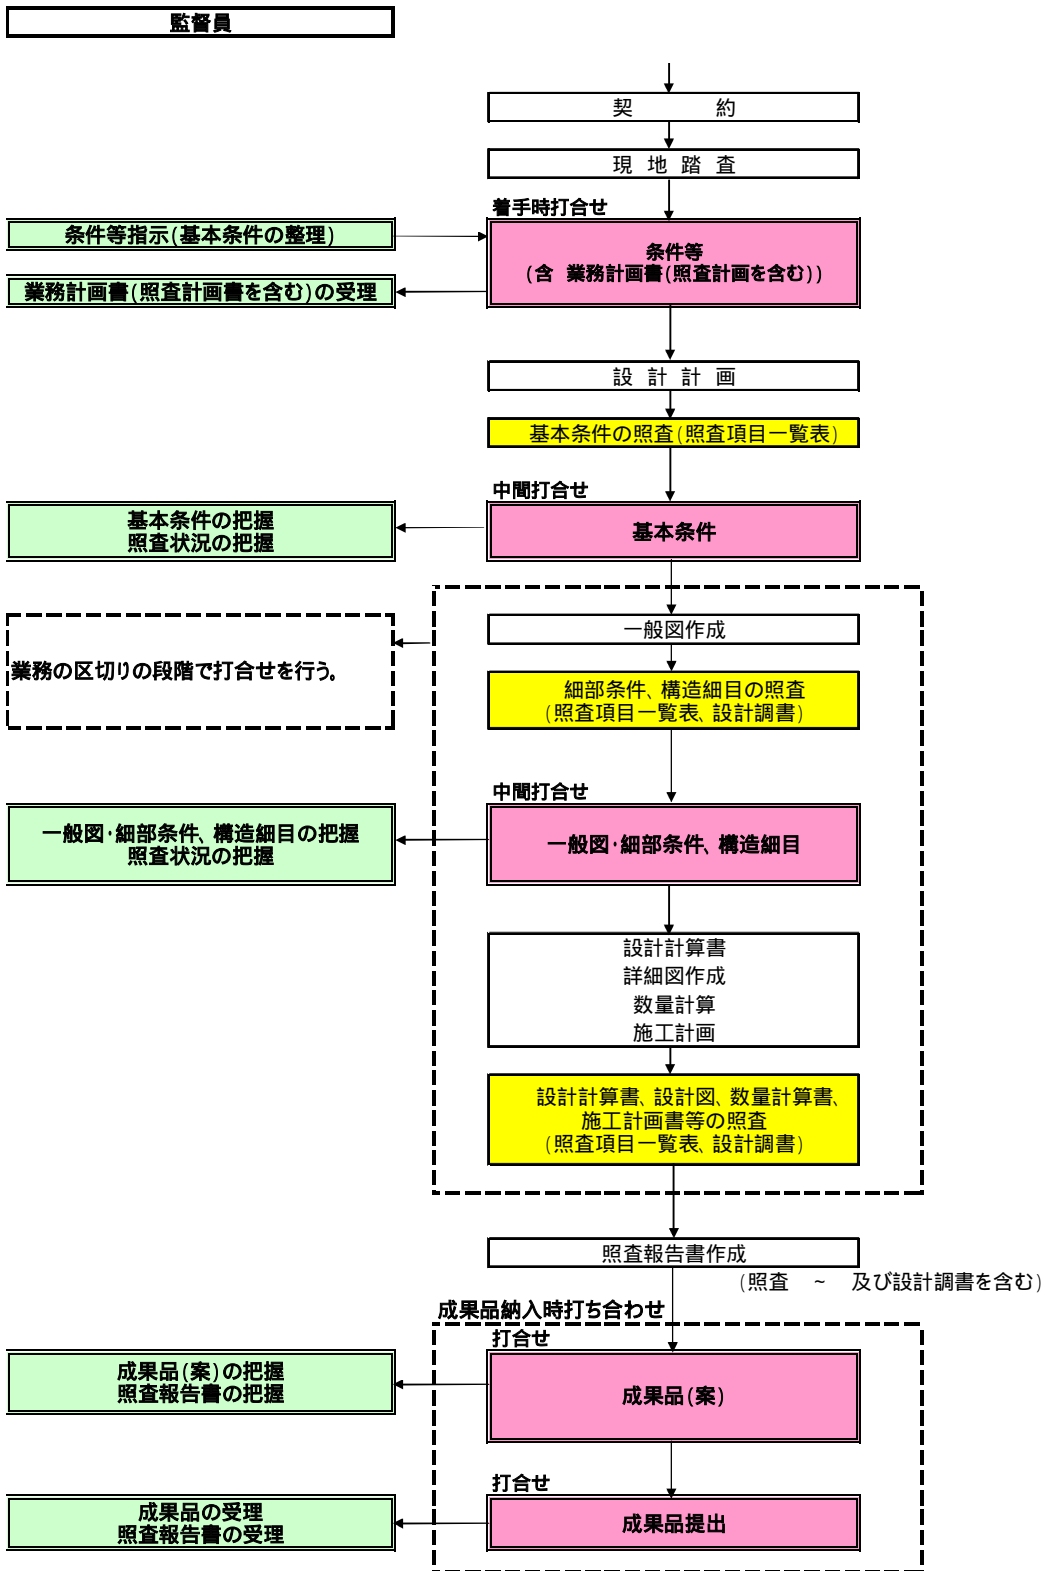 監督員
契　　約
現 地 踏 査
着手時打合せ
条件等指示(基本条件の整理)
条件等
(含 業務計画書(照査計画を含む))
業務計画書(照査計画書を含む)の受理
設 計 計 画
基本条件の照査(照査項目一覧表)
中間打合せ
基本条件の把握
照査状況の把握
基本条件
一般図作成
業務の区切りの段階で打合せを行う。
細部条件、構造細目の照査
(照査項目一覧表、設計調書)
中間打合せ
一般図・細部条件、構造細目の把握
照査状況の把握
一般図・細部条件、構造細目
設計計算書
詳細図作成
数量計算
施工計画
設計計算書、設計図、数量計算書、
施工計画書等の照査
(照査項目一覧表、設計調書)
照査報告書作成
(照査　~　及び設計調書を含む)
成果品納入時打ち合わせ
打合せ
成果品(案)の把握
照査報告書の把握
成果品(案)
打合せ
成果品の受理
照査報告書の受理
成果品提出